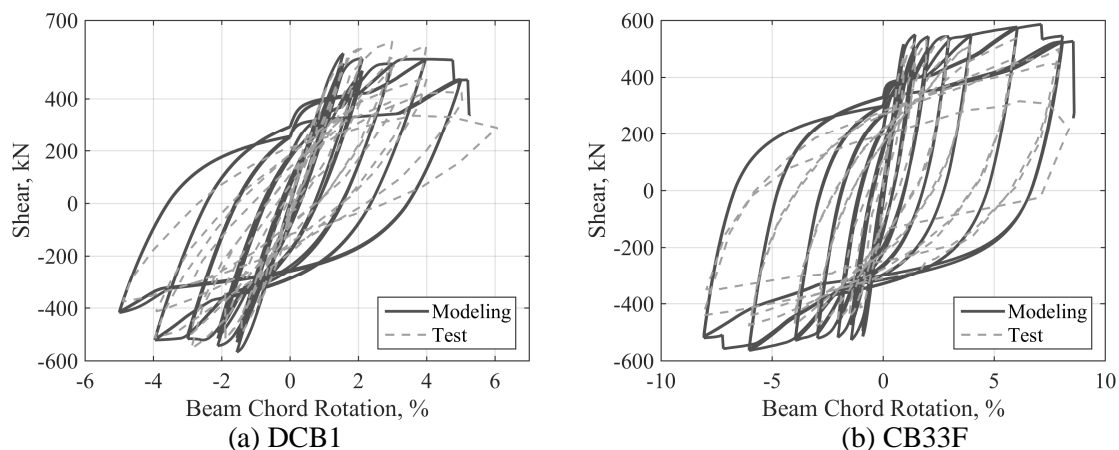 700
400
200
0
-200
-400
-600
-6
-4
-2
0
2
4
6
Shear, kN
Beam Chord Rotation, %
Modeling
Test
(a) DCB1
600
400
200
0
-200
-400
-600
-10
-5
0
5
10
Shear, kN
Beam Chord Rotation, %
Modeling
Test
(b) CB33F